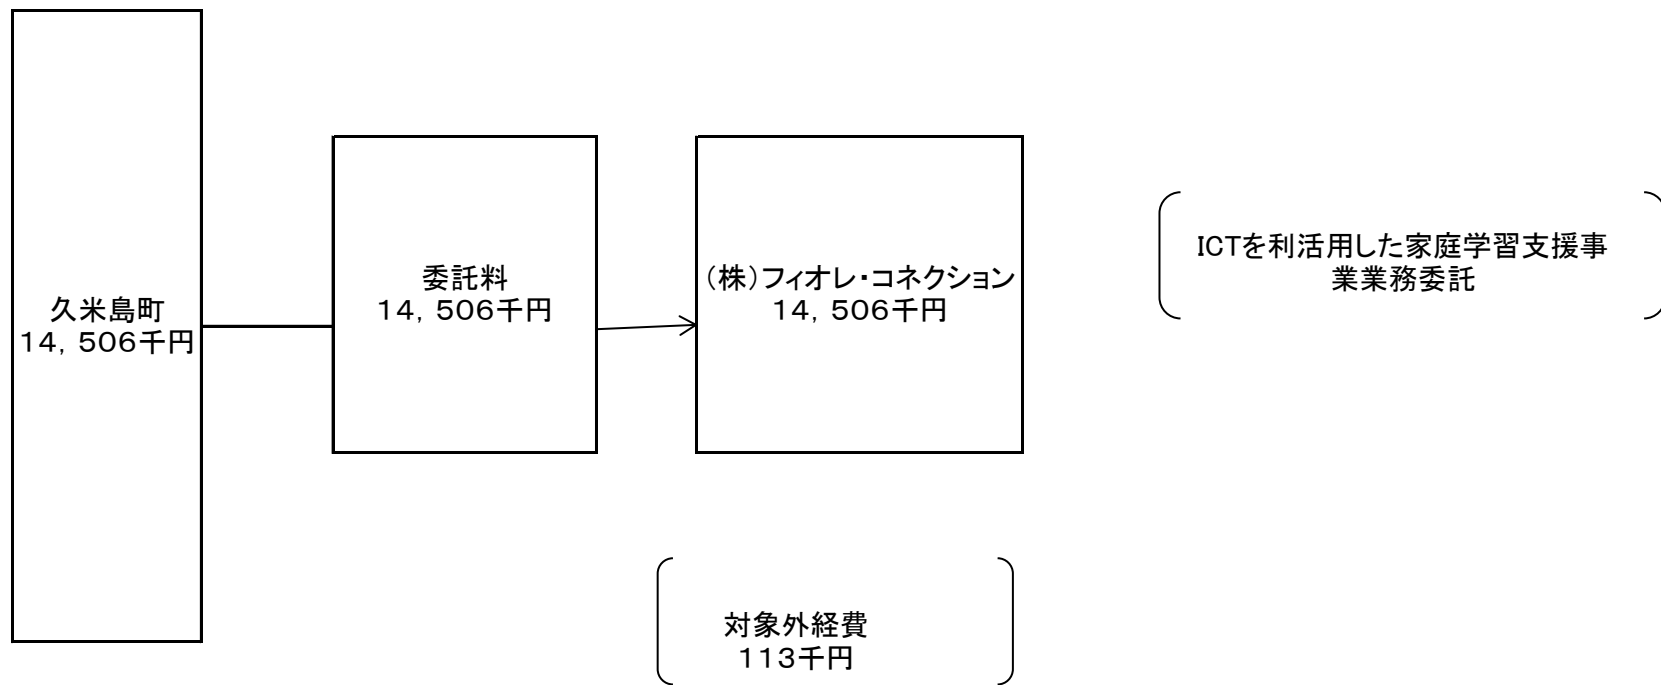 久米島町
14，506千円
委託料
14，506千円
（株）フィオレ・コネクション
14，506千円
ICTを利活用した家庭学習支援事
業業務委託
対象外経費
113千円